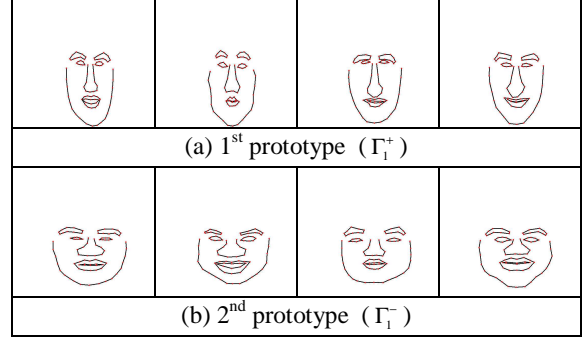 (a) 1st prototype ( Γ₁⁺ )
(b) 2nd prototype ( Γ₁⁻ )